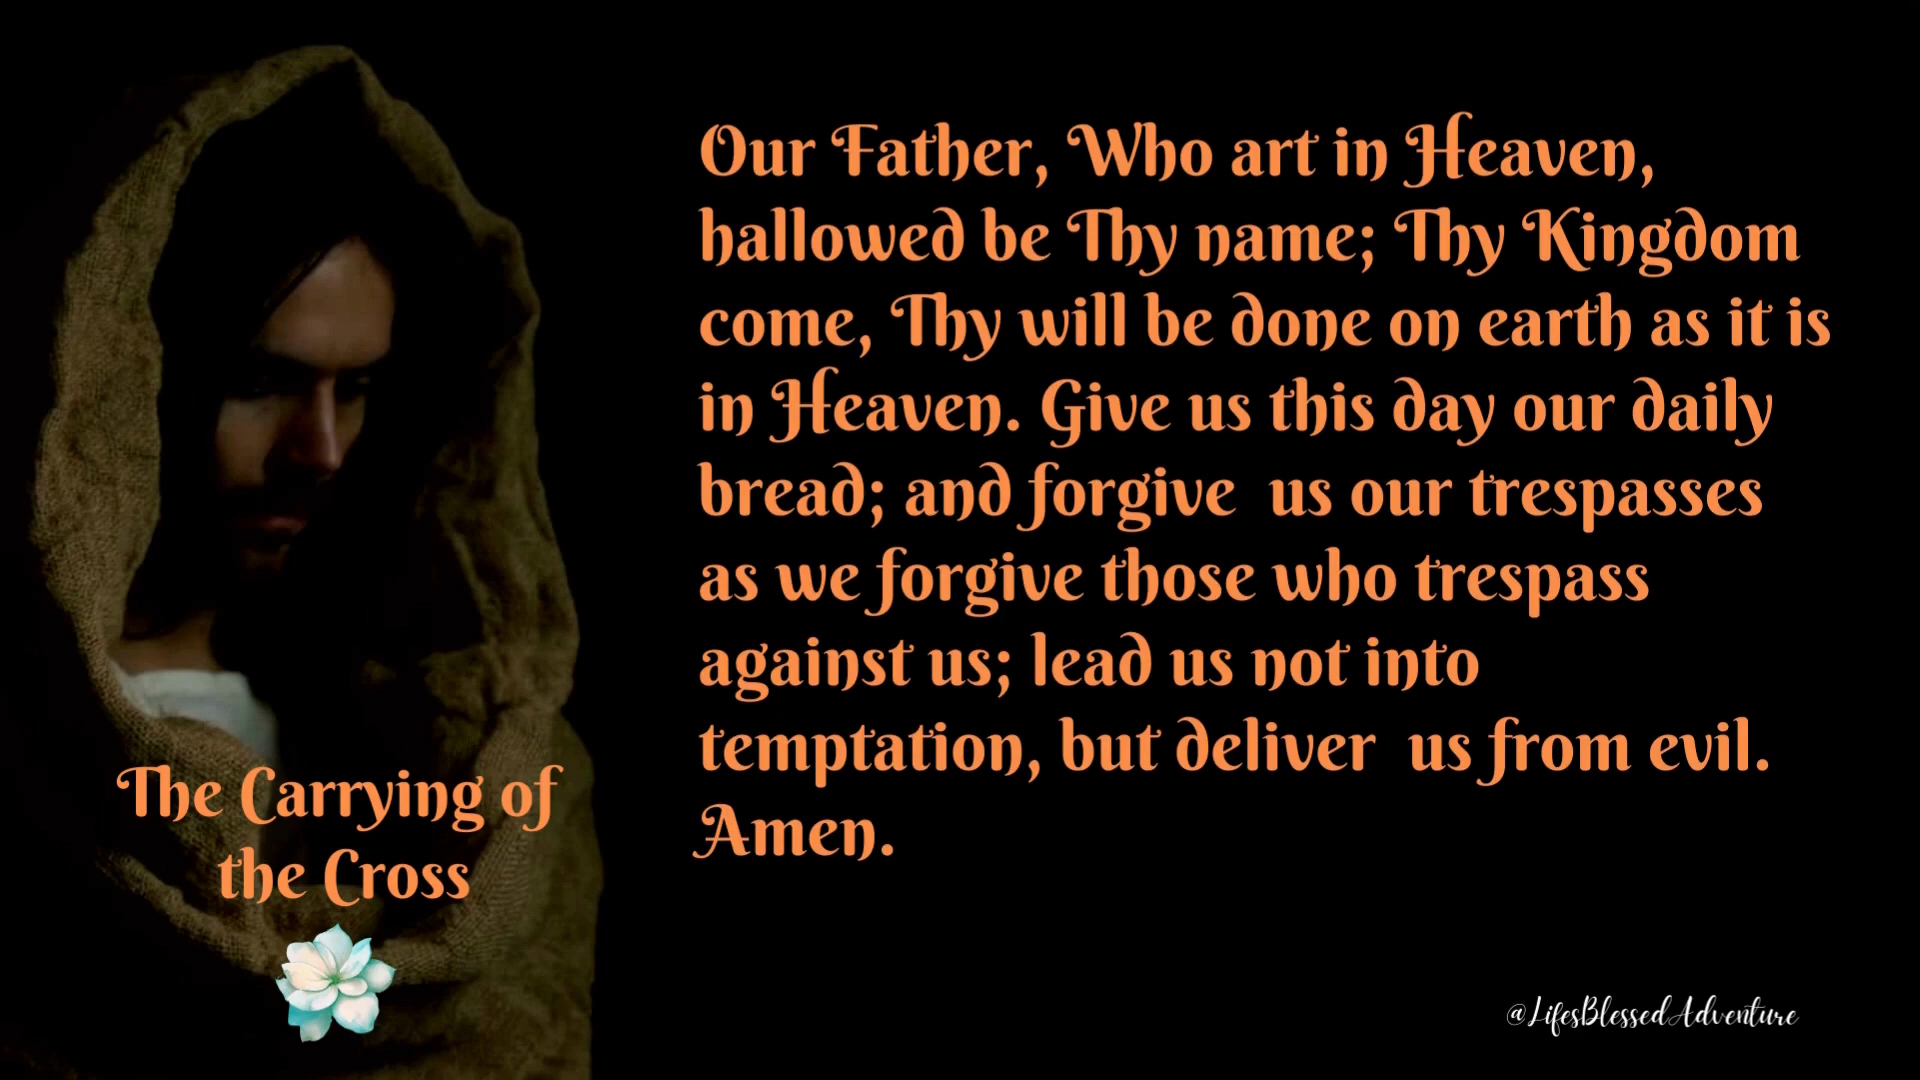 Our Father, Who art in Heaven,
hallowed be Thy name; Thy Kingdom
come, Thy will be done on earth as it is
in Heaven. Give us this day our daily
bread; and forgive  us our trespasses
as we forgive those who trespass
against us; lead us not into
temptation, but deliver  us from evil.
Amen.
The Carrying of
the Cross
@LifesBlessedAdventure